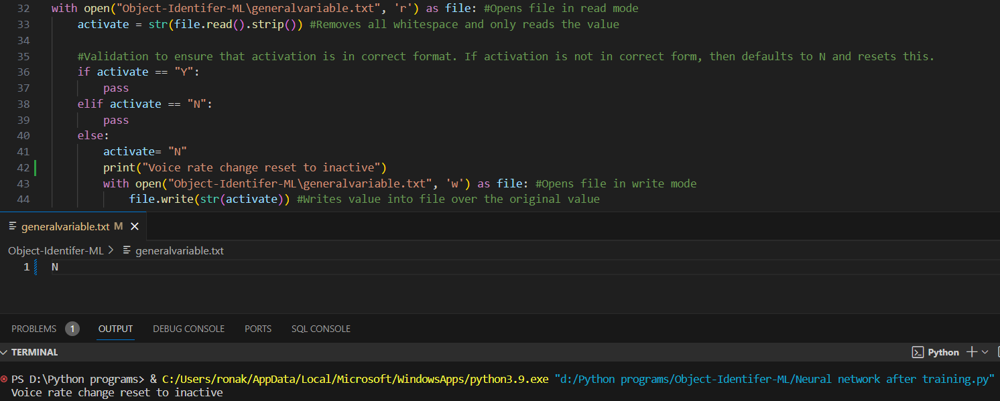 32 with open("Object-Identifer-ML\generalvariable.txt", 'r') as file: #Opens file in read mode
33     activate = str(file.read().strip()) #Removes all whitespace and only reads the value
34
35     #Validation to ensure that activation is in correct format. If activation is not in correct form, then defaults to N and resets this.
36     if activate == "Y":
37         pass
38     elif activate == "N":
39         pass
40     else:
41         activate= "N"
42         print("Voice rate change reset to inactive")
43         with open("Object-Identifer-ML\generalvariable.txt", 'w') as file: #Opens file in write mode
44             file.write(str(activate)) #Writes value into file over the original value
generalvariable.txt M
Object-Identifer-ML > generalvariable.txt
1 N
PROBLEMS 1 OUTPUT DEBUG CONSOLE PORTS SQL CONSOLE
TERMINAL Python
PS D:\Python programs> & C:/Users/ronak/AppData/Local/Microsoft/WindowsApps/python3.9.exe "d:/Python programs/Object-Identifer-ML/Neural network after training.py"
Voice rate change reset to inactive